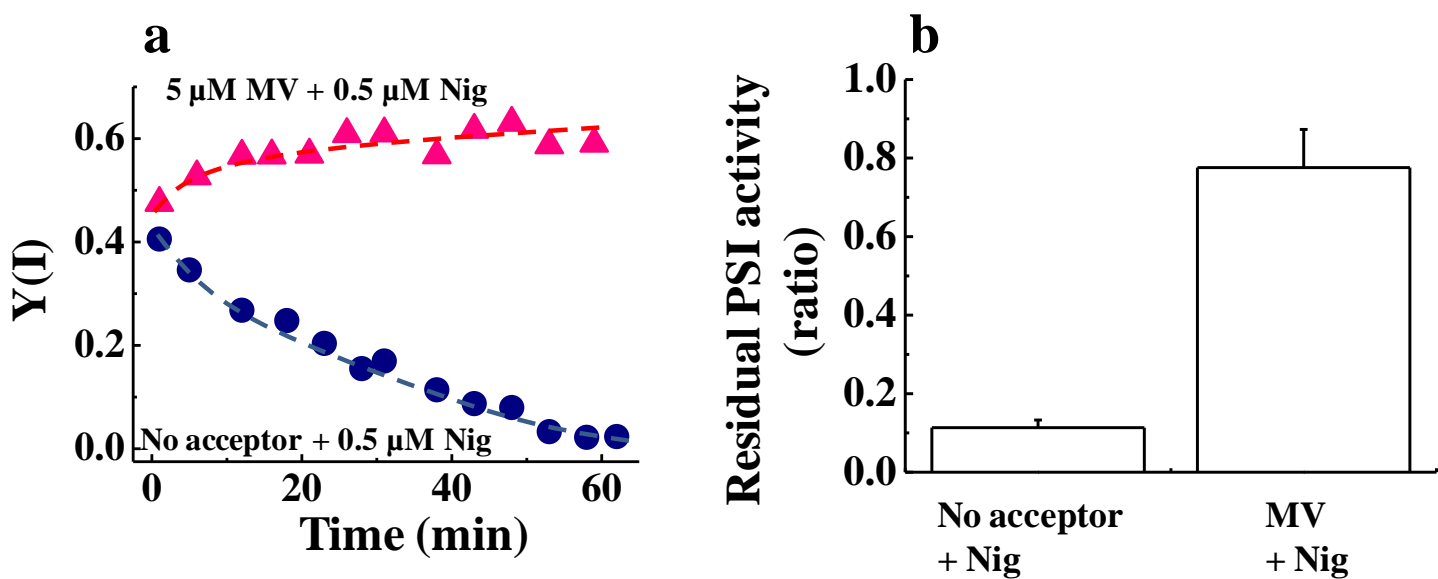 a
5 µM MV + 0.5 µM Nig
0.6
0.4
0.2
0.0
Y(I)
No acceptor + 0.5 µM Nig
0
20
40
60
Time (min)
b
Residual PSI activity
(ratio)
1.0
0.8
0.6
0.4
0.2
0.0
No acceptor
+ Nig
MV
+ Nig